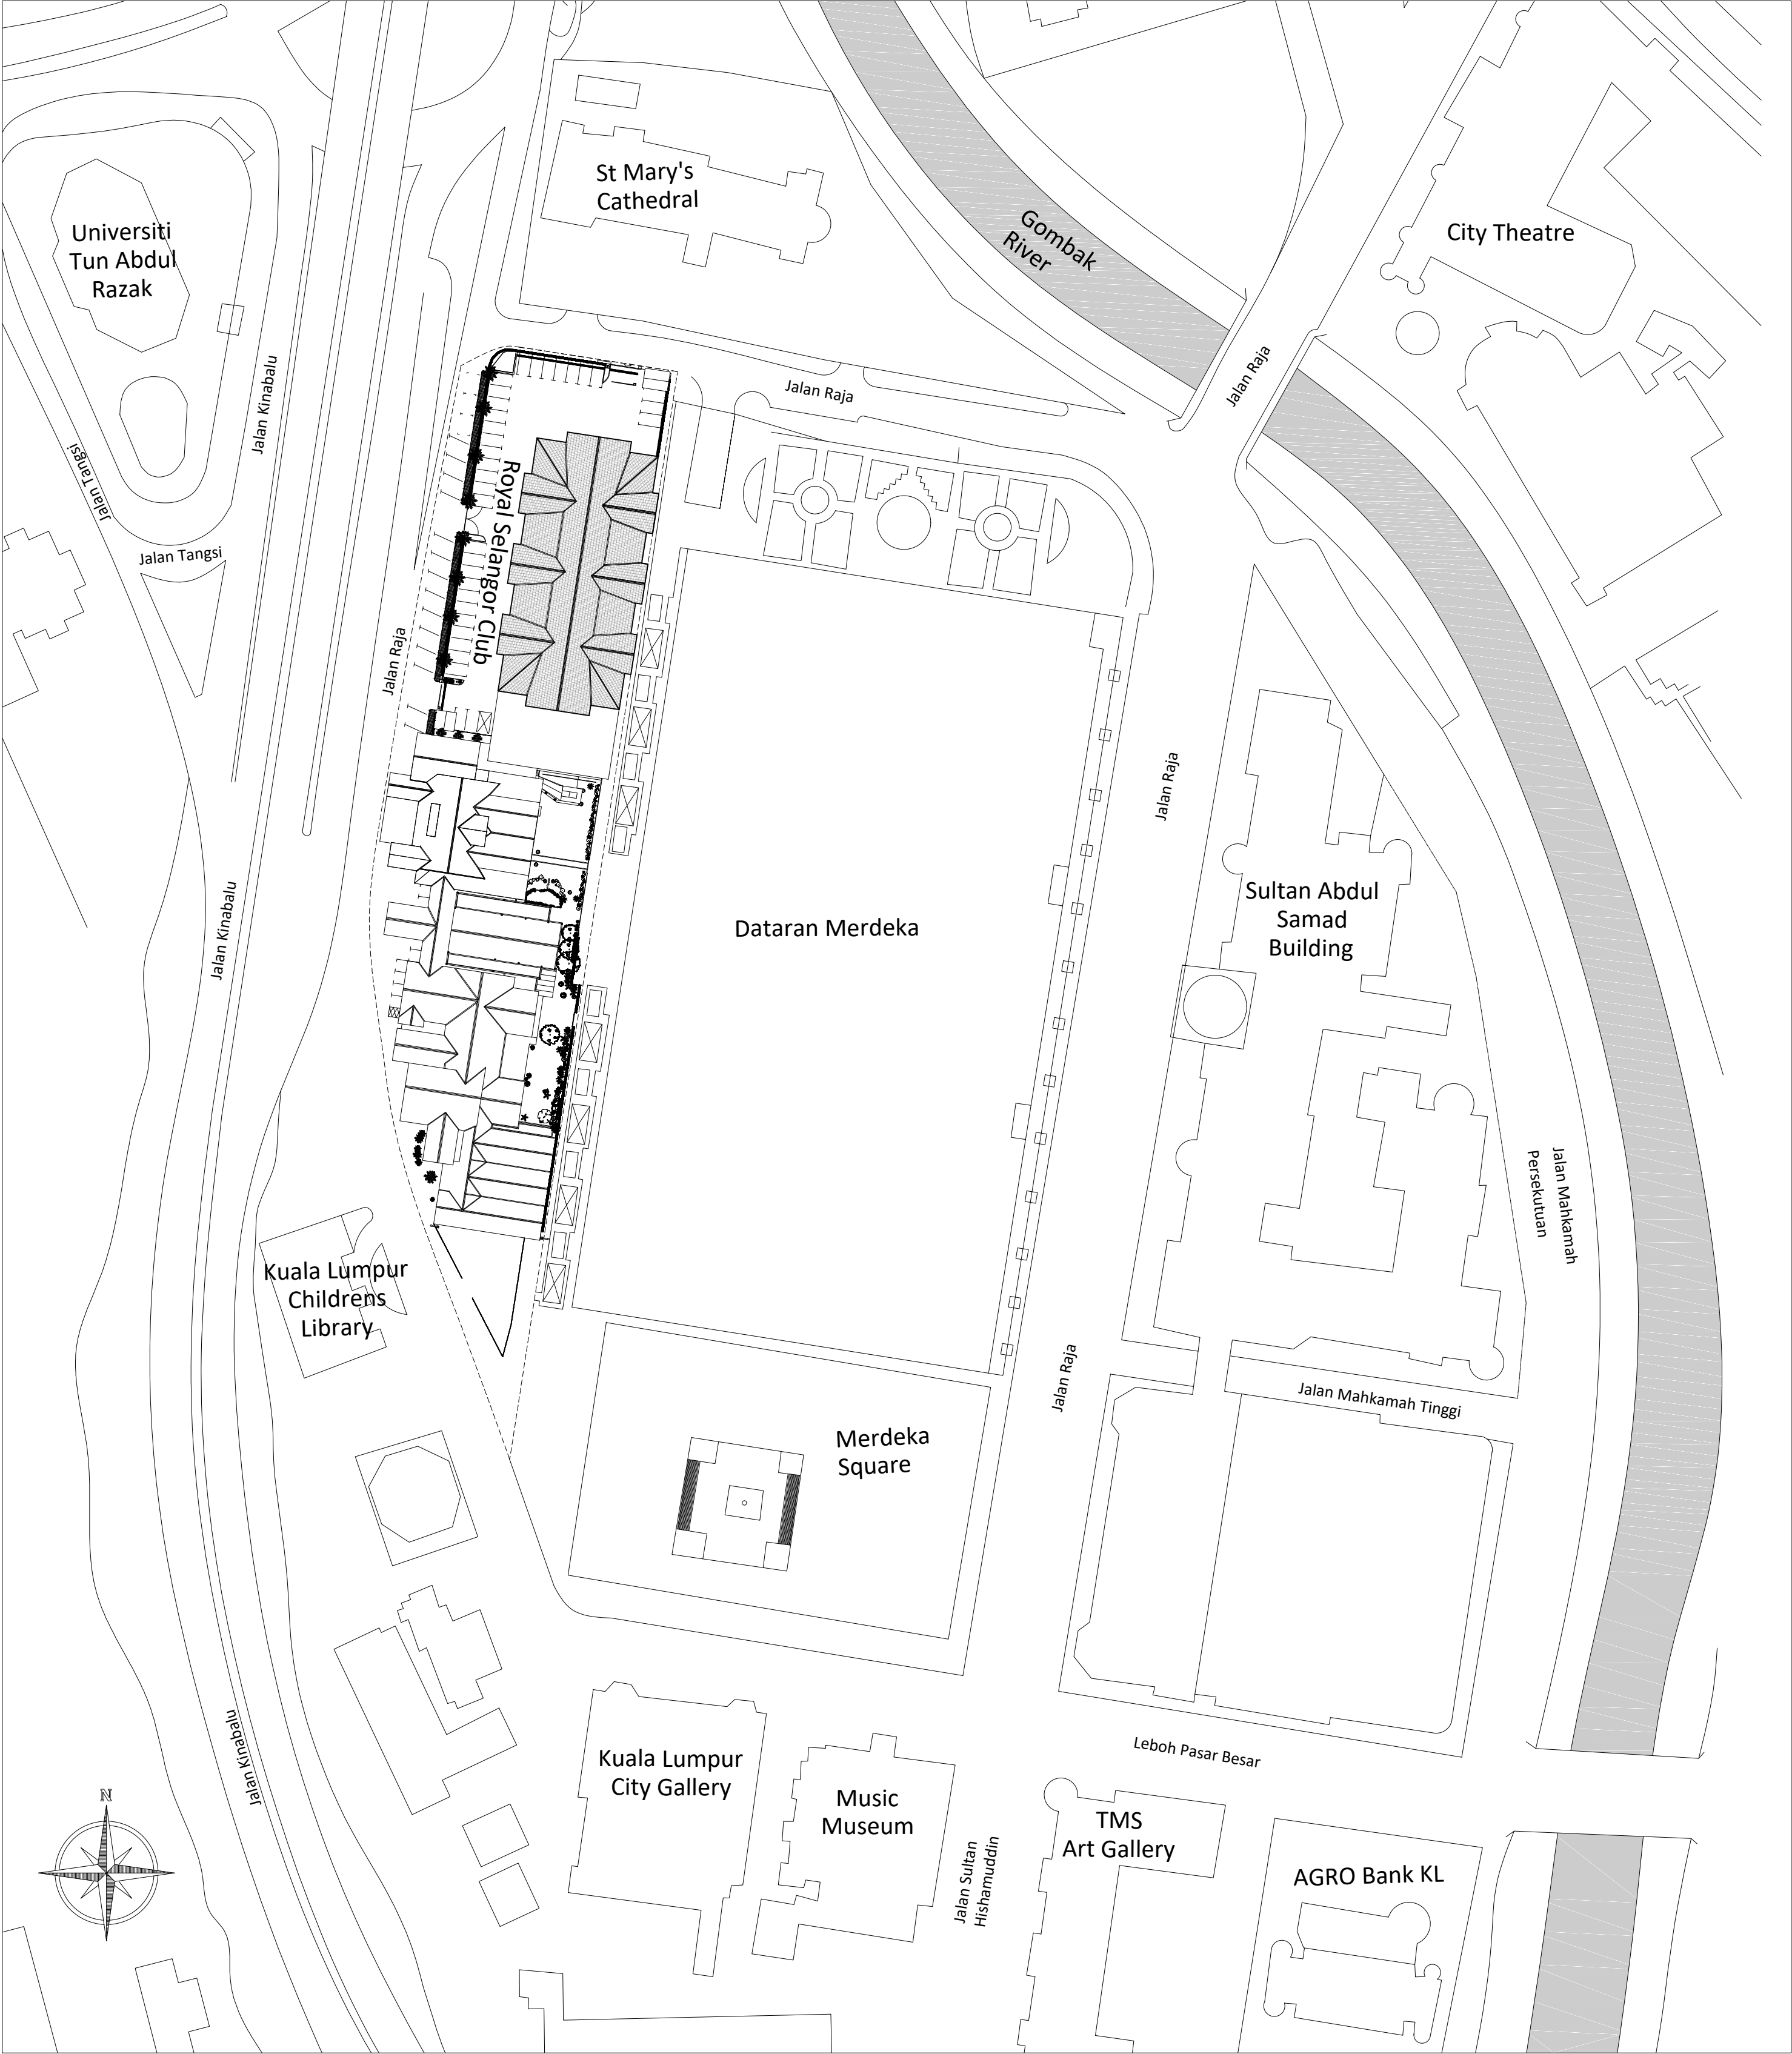 St Mary's
Cathedral
Universiti
Tun Abdul
Razak
Gombak
River
City Theatre
Jalan Kinabalu
Jalan Raja
Jalan Raja
Jalan Tangsi
Jalan Tangsi
Royal Selangor Club
Jalan Raja
Jalan Raja
Dataran Merdeka
Sultan Abdul
Samad
Building
Jalan Kinabalu
Jalan Mahkamah
Persekutuan
Kuala Lumpur
Childrens
Library
Jalan Raja
Jalan Mahkamah Tinggi
Merdeka
Square
Jalan Kinabalu
Leboh Pasar Besar
Kuala Lumpur
City Gallery
Music
Museum
TMS
Art Gallery
Jalan Sultan
Hishamuddin
AGRO Bank KL
N